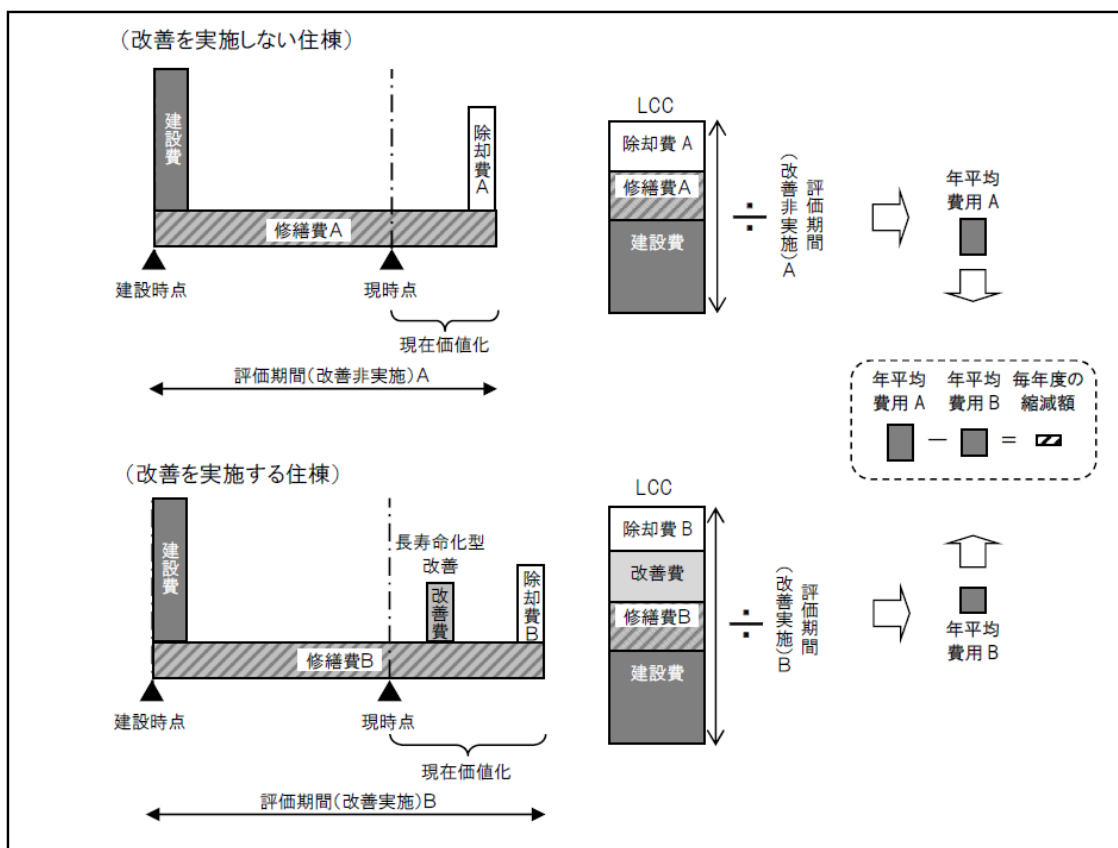 (改善を実施しない住棟)
建設費
除却費A
修繕費A
建設時点
現時点
現在価値化
評価期間(改善非実施)A
LCC
除却費A
修繕費A
建設費
÷
評価期間
(改善非実施)A
年平均
費用A
年平均
費用A
年平均
費用B
毎年度の
縮減額
－
＝
(改善を実施する住棟)
建設費
長寿命化型
改善
改善費
除却費B
修繕費B
建設時点
現時点
現在価値化
評価期間(改善実施)B
LCC
除却費B
改善費
修繕費B
建設費
÷
評価期間
(改善実施)B
年平均
費用B